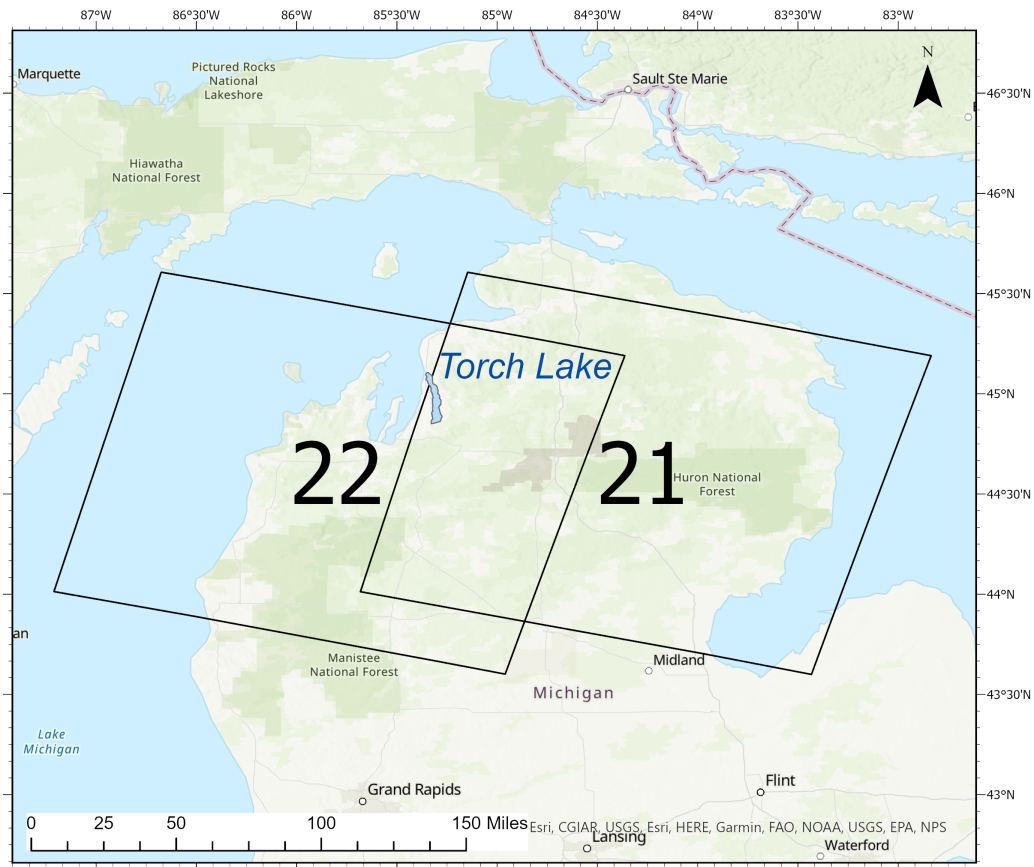 87°W 86°30'W 86°W 85°30'W 85°W 84°30'W 84°W 83°30'W 83°W
N
Marquette
Pictured Rocks
National
Lakeshore
Sault Ste Marie
46°30'N
Hiawatha
National Forest
46°N
45°30'N
Torch Lake
45°N
22
21
Huron National
Forest
44°30'N
44°N
an
Manistee
National Forest
Midland
Michigan
43°30'N
Lake
Michigan
Flint
43°N
Grand Rapids
0 25 50 100 150 Miles
Esri, CGIAR, USGS, Esri, HERE, Garmin, FAO, NOAA, USGS, EPA, NPS
Lansing
Waterford